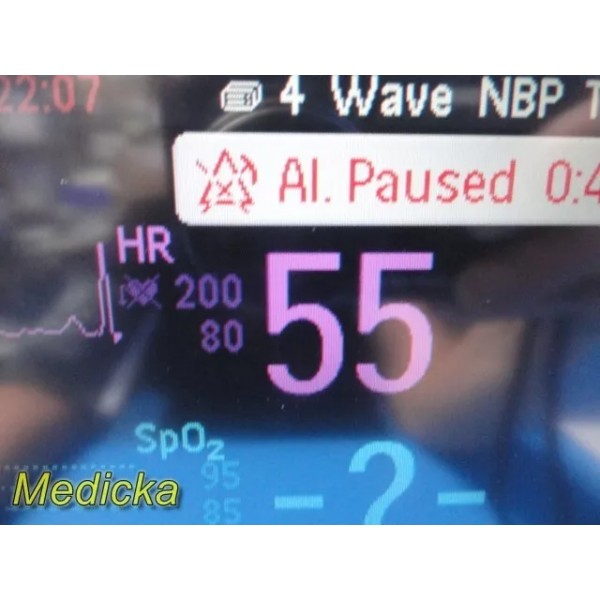 22:07
4 Wave NBP T
Al. Paused 0:4
HR
200
80
55
SpO₂
95
85
-?-
Medicka